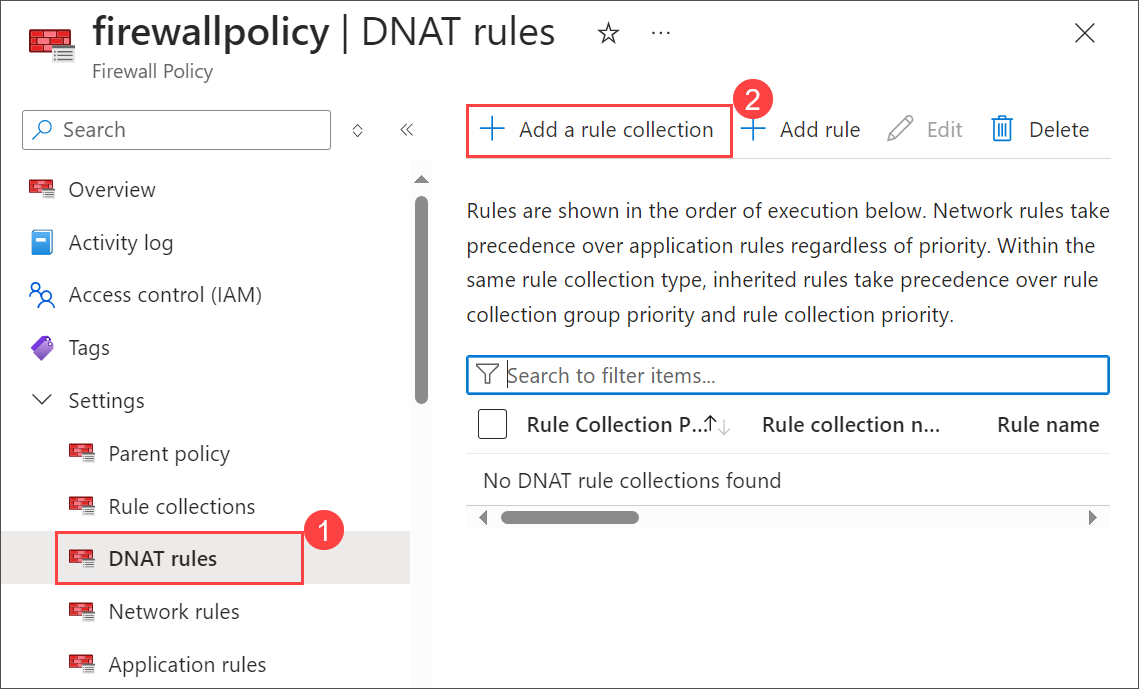 firewallpolicy | DNAT rules
...
Firewall Policy
Search
Overview
Activity log
Access control (IAM)
Tags
Settings
Parent policy
Rule collections
DNAT rules
1
Network rules
Application rules
Add a rule collection
2
Add rule
Edit
Delete
Rules are shown in the order of execution below. Network rules take
precedence over application rules regardless of priority. Within the
same rule collection type, inherited rules take precedence over rule
collection group priority and rule collection priority.
Search to filter items...
Rule Collection P... Rule collection n... Rule name
No DNAT rule collections found